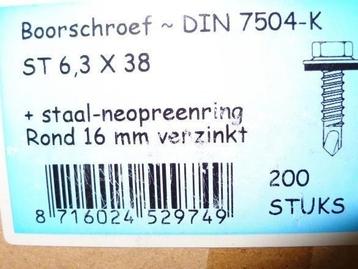 Boorschroef ~ DIN 7504-K
ST 6,3 X 38
+ staal-neopreenring
Rond 16 mm verzinkt
200
STUKS
8 716024 529749